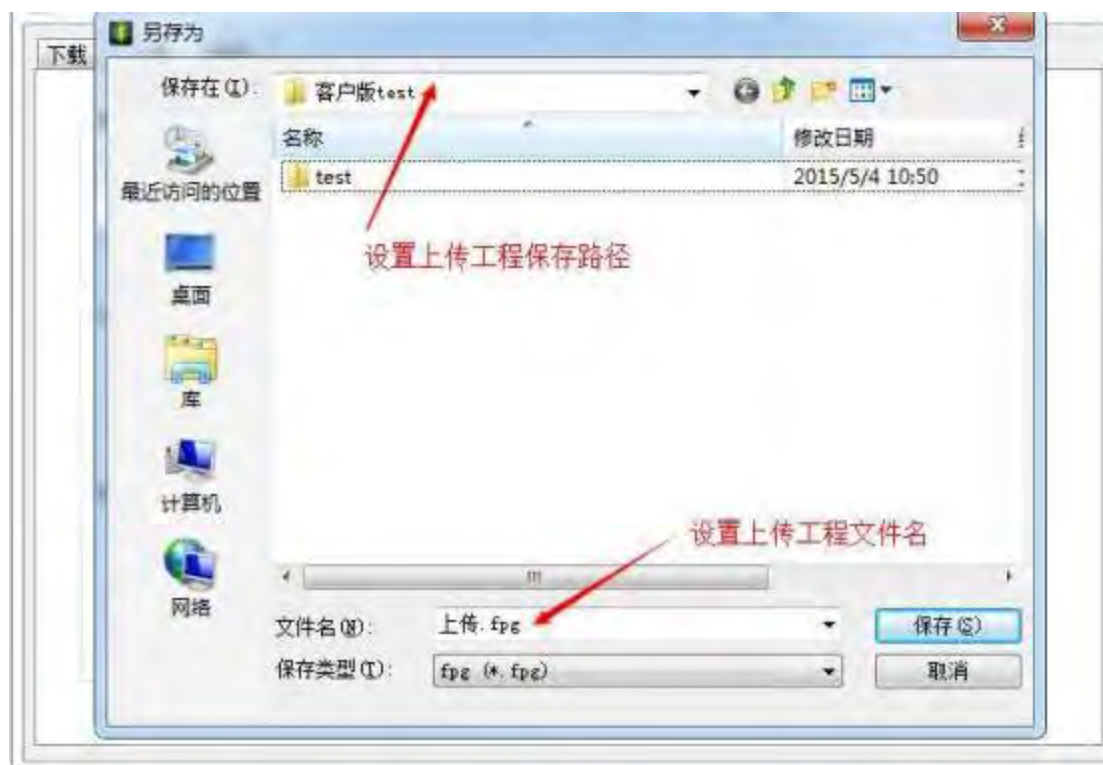 另存为
下载
保存在(I):
客户版test
名称
修改日期
test
2015/5/4 10:50
最近访问的位置
设置上传工程保存路径
桌面
库
计算机
设置上传工程文件名
网络
文件名(N):
上传.fpg
保存(S)
保存类型(T):
fpg (*.fpg)
取消